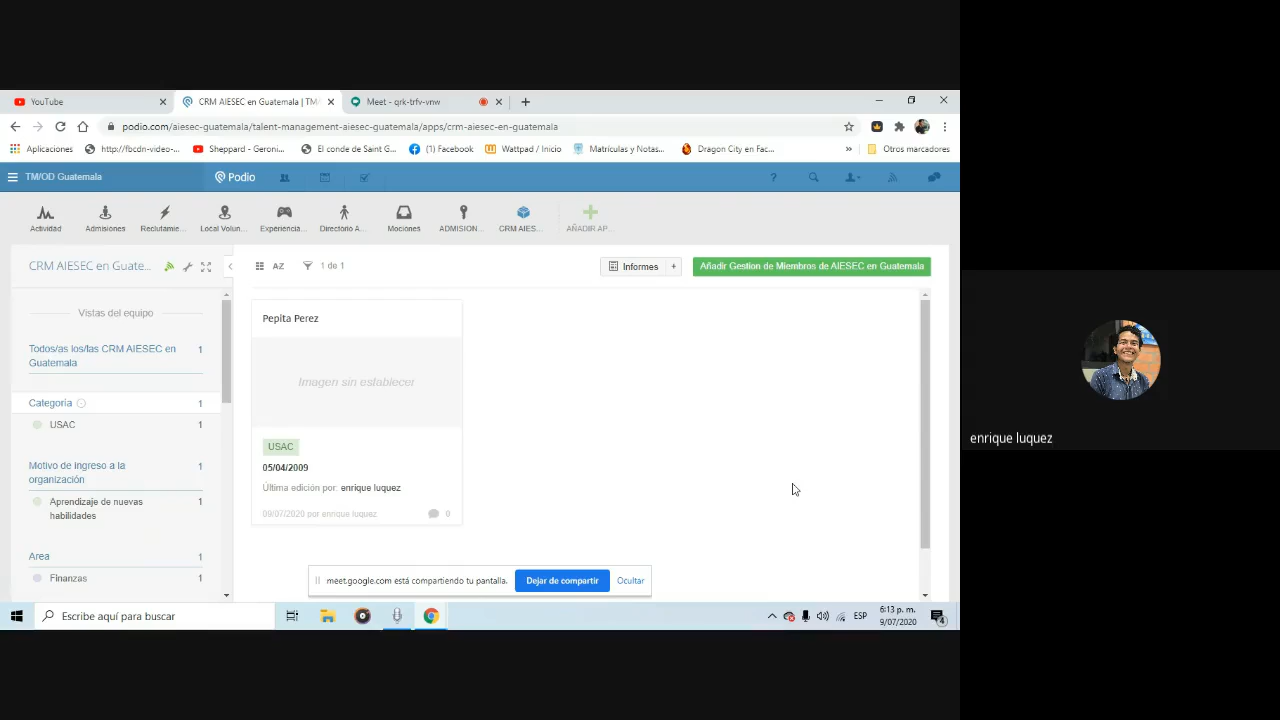 YouTube
CRM AIESEC en Guatemala | TM/
Meet - qrk-trfv-vnw
podio.com/aiesec-guatemala/talent-management-aiesec-guatemala/apps/crm-aiesec-en-guatemala
Aplicaciones
http://fbcdn-video-...
Sheppard - Geroni...
El conde de Saint G...
(1) Facebook
Wattpad / Inicio
Matrículas y Notas...
Dragon City en Fac...
»
Otros marcadores
TM/OD Guatemala
Podio
?
Actividad
Admisiones
Reclutamie...
Local Volun...
Experiencia...
Directorio A...
Mociones
ADMISION...
CRM AIES...
AÑADIR AP...
CRM AIESEC en Guate...
AZ
1 de 1
Informes +
Añadir Gestion de Miembros de AIESEC en Guatemala
Vistas del equipo
Todos/as los/las CRM AIESEC en 1
Guatemala
Categoría 1
USAC 1
Motivo de ingreso a la 1
organización
Aprendizaje de nuevas 1
habilidades
Area 1
Finanzas 1
Pepita Perez
Imagen sin establecer
USAC
05/04/2009
Última edición por: enrique luquez
09/07/2020 por enrique luquez 0
meet.google.com está compartiendo tu pantalla.
Dejar de compartir
Ocultar
Escribe aquí para buscar
ESP
6:13 p. m.
9/07/2020
4
enrique luquez